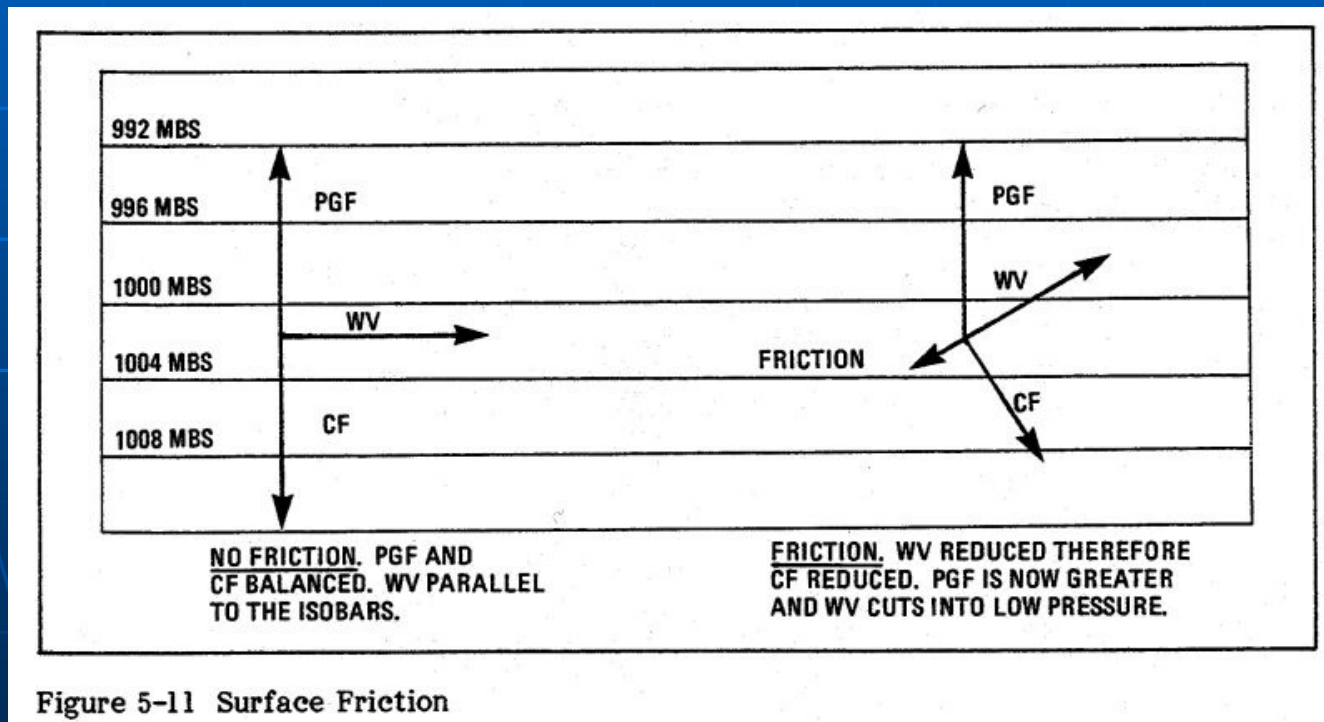 992 MBS
PGF
PGF
996 MBS
WV
1000 MBS
WV
FRICTION
1004 MBS
CF
CF
1008 MBS
NO FRICTION. PGF AND
CF BALANCED. WV PARALLEL
TO THE ISOBARS.
FRICTION. WV REDUCED THEREFORE
CF REDUCED. PGF IS NOW GREATER
AND WV CUTS INTO LOW PRESSURE.
Figure 5-11 Surface Friction